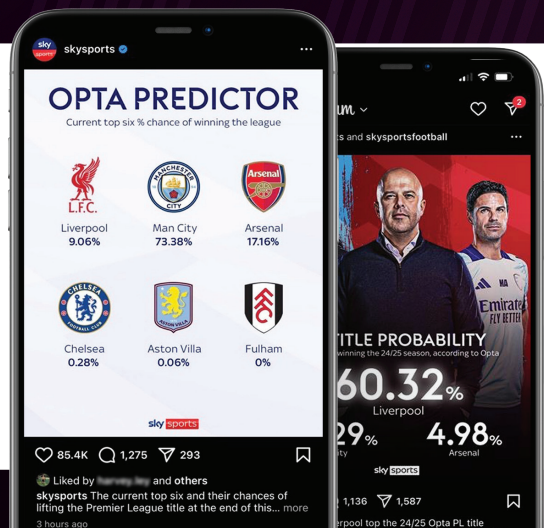 sky
sports
skysports
OPTA PREDICTOR
Current top six % chance of winning the league
L.F.C.
MANCHESTER
CITY
Arsenal
Liverpool
9.06%
Man City
73.38%
Arsenal
17.16%
CHELSEA
FOOTBALL CLUB
ASTON VILLA
Chelsea
0.28%
Aston Villa
0.06%
Fulham
0%
sky sports
85.4K
1,275
293
Liked by
and others
skysports The current top six and their chances of
lifting the Premier League title at the end of this... more
3 hours ago
2
and skysportsfootball
MA
Emirates
FLY BETTER
TITLE PROBABILITY
winning the 24/25 season, according to Opta
60.32%
Liverpool
29%
4.98%
Arsenal
sky sports
1,136
1,587
erpool top the 24/25 Opta PL title